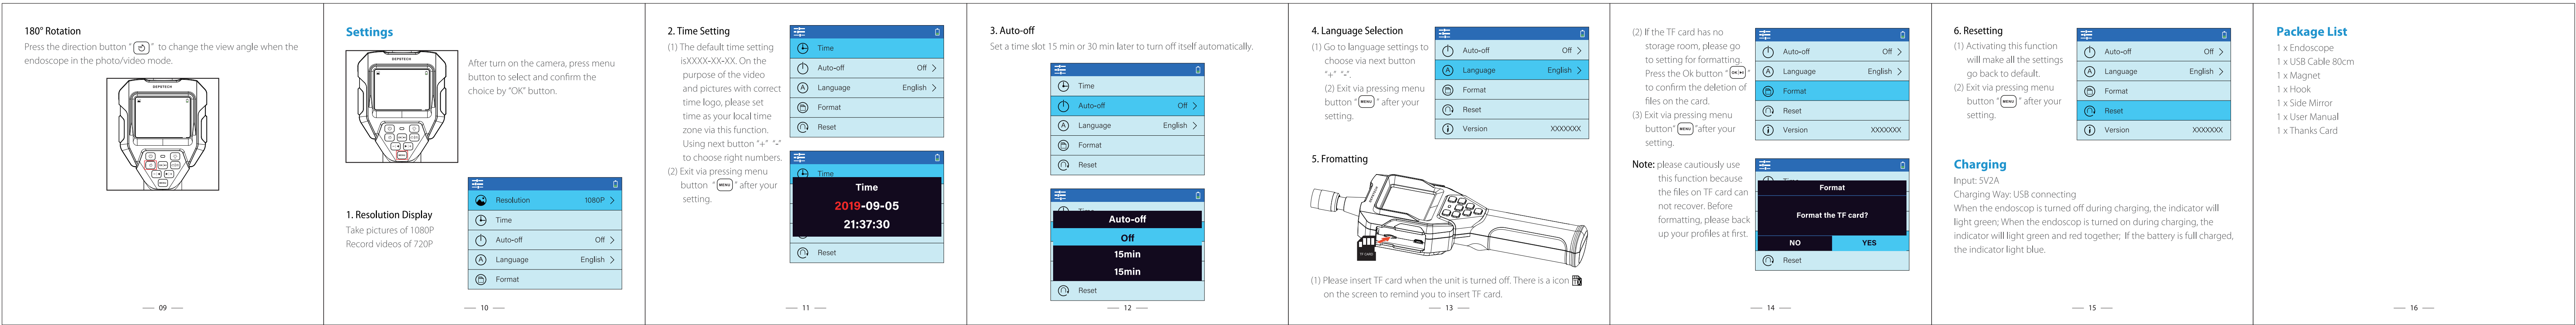 180° Rotation
Press the direction button “ ” to change the view angle when the
endoscope in the photo/video mode.
DEPSTECH
MENU
09
Settings
DEPSTECH
MENU
After turn on the camera, press menu
button to select and confirm the
choice by “OK” button.
1. Resolution Display
Take pictures of 1080P
Record videos of 720P
Resolution 1080P >
Time
Auto-off Off >
Language English >
Format
10
2. Time Setting
(1) The default time setting
isXXXX-XX-XX. On the
purpose of the video
and pictures with correct
time logo, please set
time as your local time
zone via this function.
Using next button “+” “-”
to choose right numbers.
(2) Exit via pressing menu
button “ MENU ” after your
setting.
Time
Auto-off Off >
Language English >
Format
Reset
Time
Time
2019-09-05
21:37:30
Reset
11
3. Auto-off
Set a time slot 15 min or 30 min later to turn off itself automatically.
Time
Auto-off Off >
Language English >
Format
Reset
Time
Auto-off
Off
15min
15min
Reset
12
4. Language Selection
(1) Go to language settings to
choose via next button
“+” “-”.
(2) Exit via pressing menu
button “ MENU ” after your
setting.
Auto-off Off >
Language English >
Format
Reset
Version XXXXXXX
5. Fromatting
TF CARD
(1) Please insert TF card when the unit is turned off. There is a icon
on the screen to remind you to insert TF card.
13
(2) If the TF card has no
storage room, please go
to setting for formatting.
Press the Ok button “ OK ”
to confirm the deletion of
files on the card.
(3) Exit via pressing menu
button“ MENU ”after your
setting.
Note: please cautiously use
this function because
the files on TF card can
not recover. Before
formatting, please back
up your profiles at first.
Auto-off Off >
Language English >
Format
Reset
Version XXXXXXX
Time
Format
Format the TF card?
NO YES
Reset
14
6. Resetting
(1) Activating this function
will make all the settings
go back to default.
(2) Exit via pressing menu
button “ MENU ” after your
setting.
Auto-off Off >
Language English >
Format
Reset
Version XXXXXXX
Charging
Input: 5V2A
Charging Way: USB connecting
When the endoscope is turned off during charging, the indicator will
light green; When the endoscop is turned on during charging, the
indicator will light green and red together; If the battery is full charged,
the indicator light blue.
15
Package List
1 x Endoscope
1 x USB Cable 80cm
1 x Magnet
1 x Hook
1 x Side Mirror
1 x User Manual
1 x Thanks Card
16